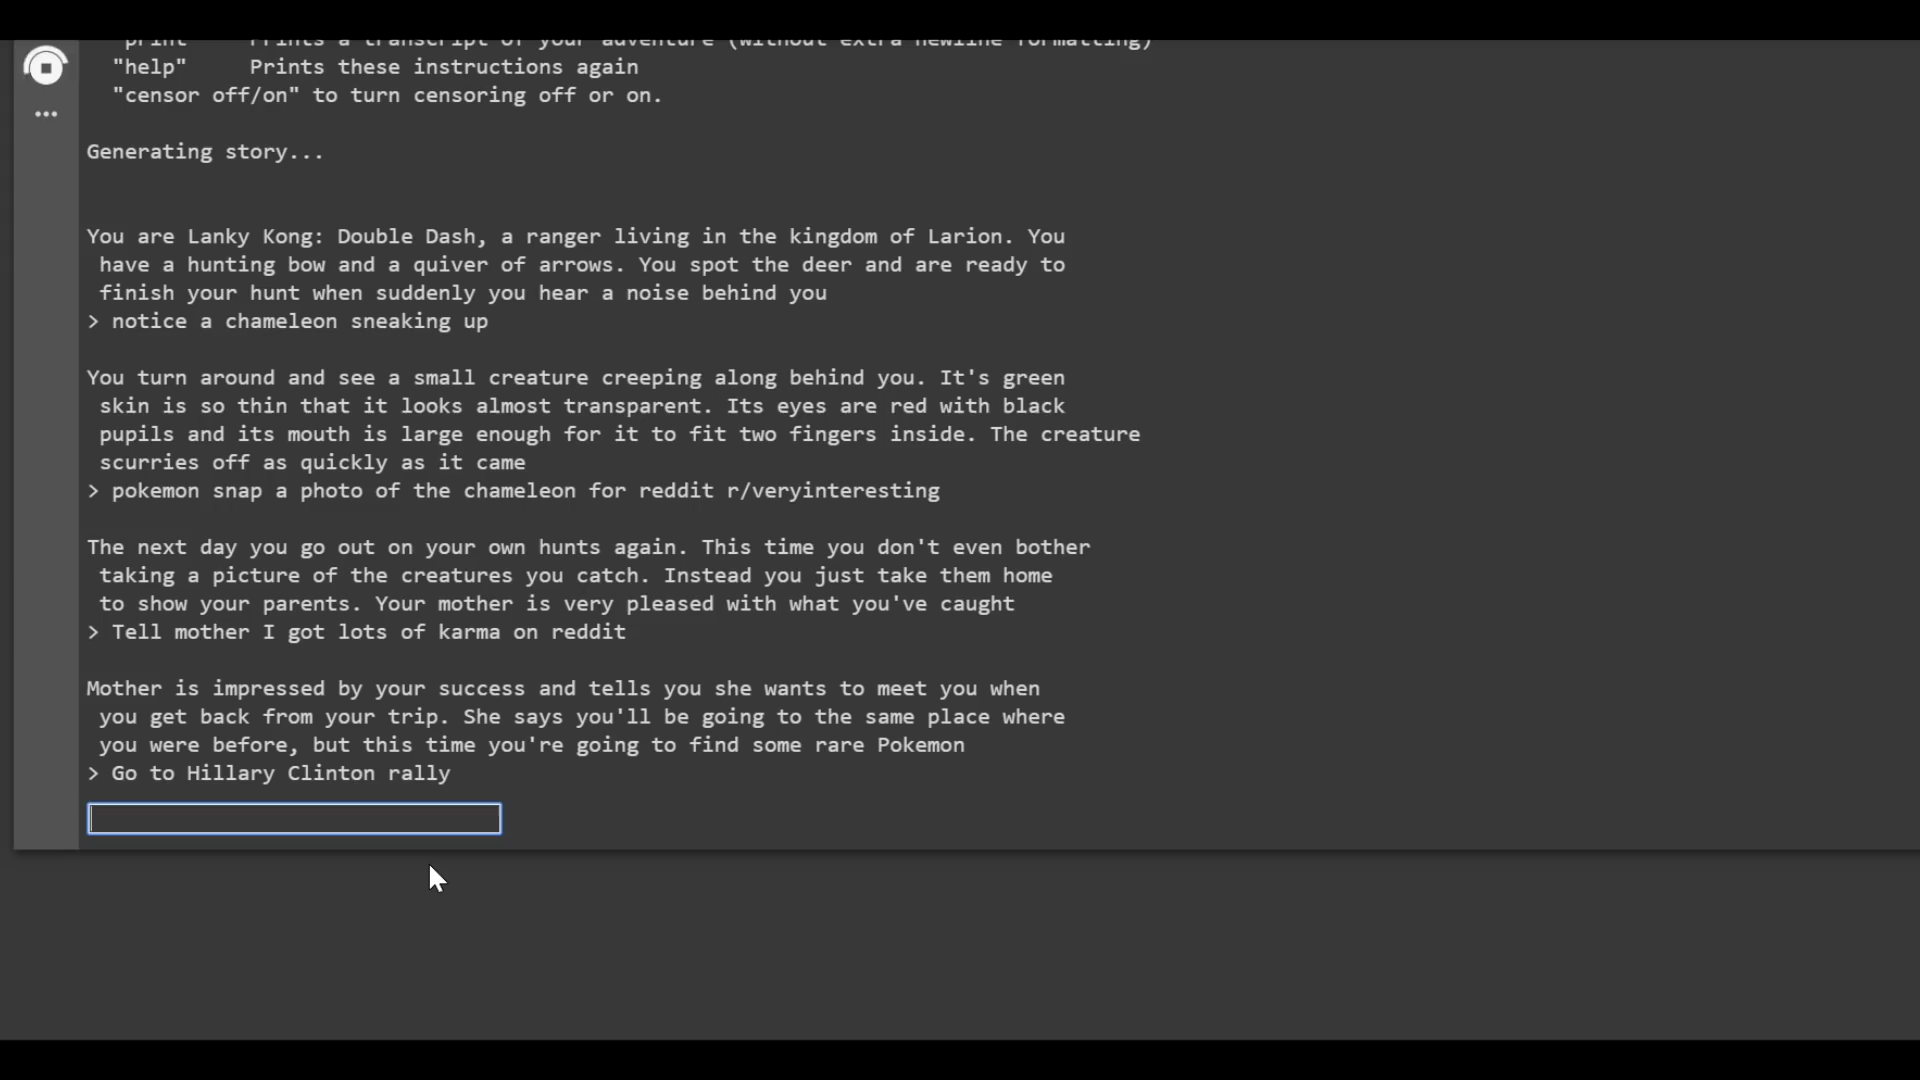 "print     Prints a transcript of your adventure (without extra newline formatting)
"help"     Prints these instructions again
"censor off/on" to turn censoring off or on.
Generating story...
You are Lanky Kong: Double Dash, a ranger living in the kingdom of Larion. You
have a hunting bow and a quiver of arrows. You spot the deer and are ready to
finish your hunt when suddenly you hear a noise behind you
> notice a chameleon sneaking up
You turn around and see a small creature creeping along behind you. It's green
skin is so thin that it looks almost transparent. Its eyes are red with black
pupils and its mouth is large enough for it to fit two fingers inside. The creature
scurries off as quickly as it came
> pokemon snap a photo of the chameleon for reddit r/veryinteresting
The next day you go out on your own hunts again. This time you don't even bother
taking a picture of the creatures you catch. Instead you just take them home
to show your parents. Your mother is very pleased with what you've caught
> Tell mother I got lots of karma on reddit
Mother is impressed by your success and tells you she wants to meet you when
you get back from your trip. She says you'll be going to the same place where
you were before, but this time you're going to find some rare Pokemon
> Go to Hillary Clinton rally